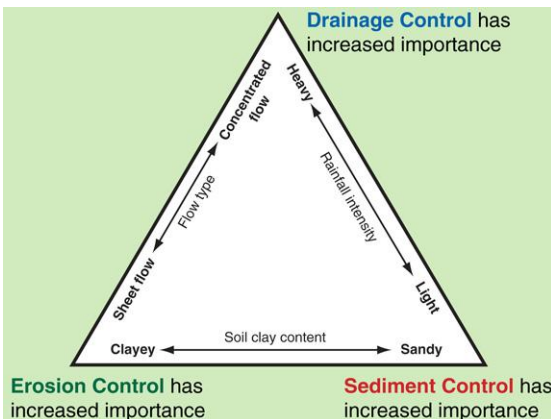 Drainage Control has
increased importance
Concentrated
flow
Heavy
Flow type
Rainfall intensity
Sheet flow
Light
Soil clay content
Clayey
Sandy
Erosion Control has
increased importance
Sediment Control has
increased importance